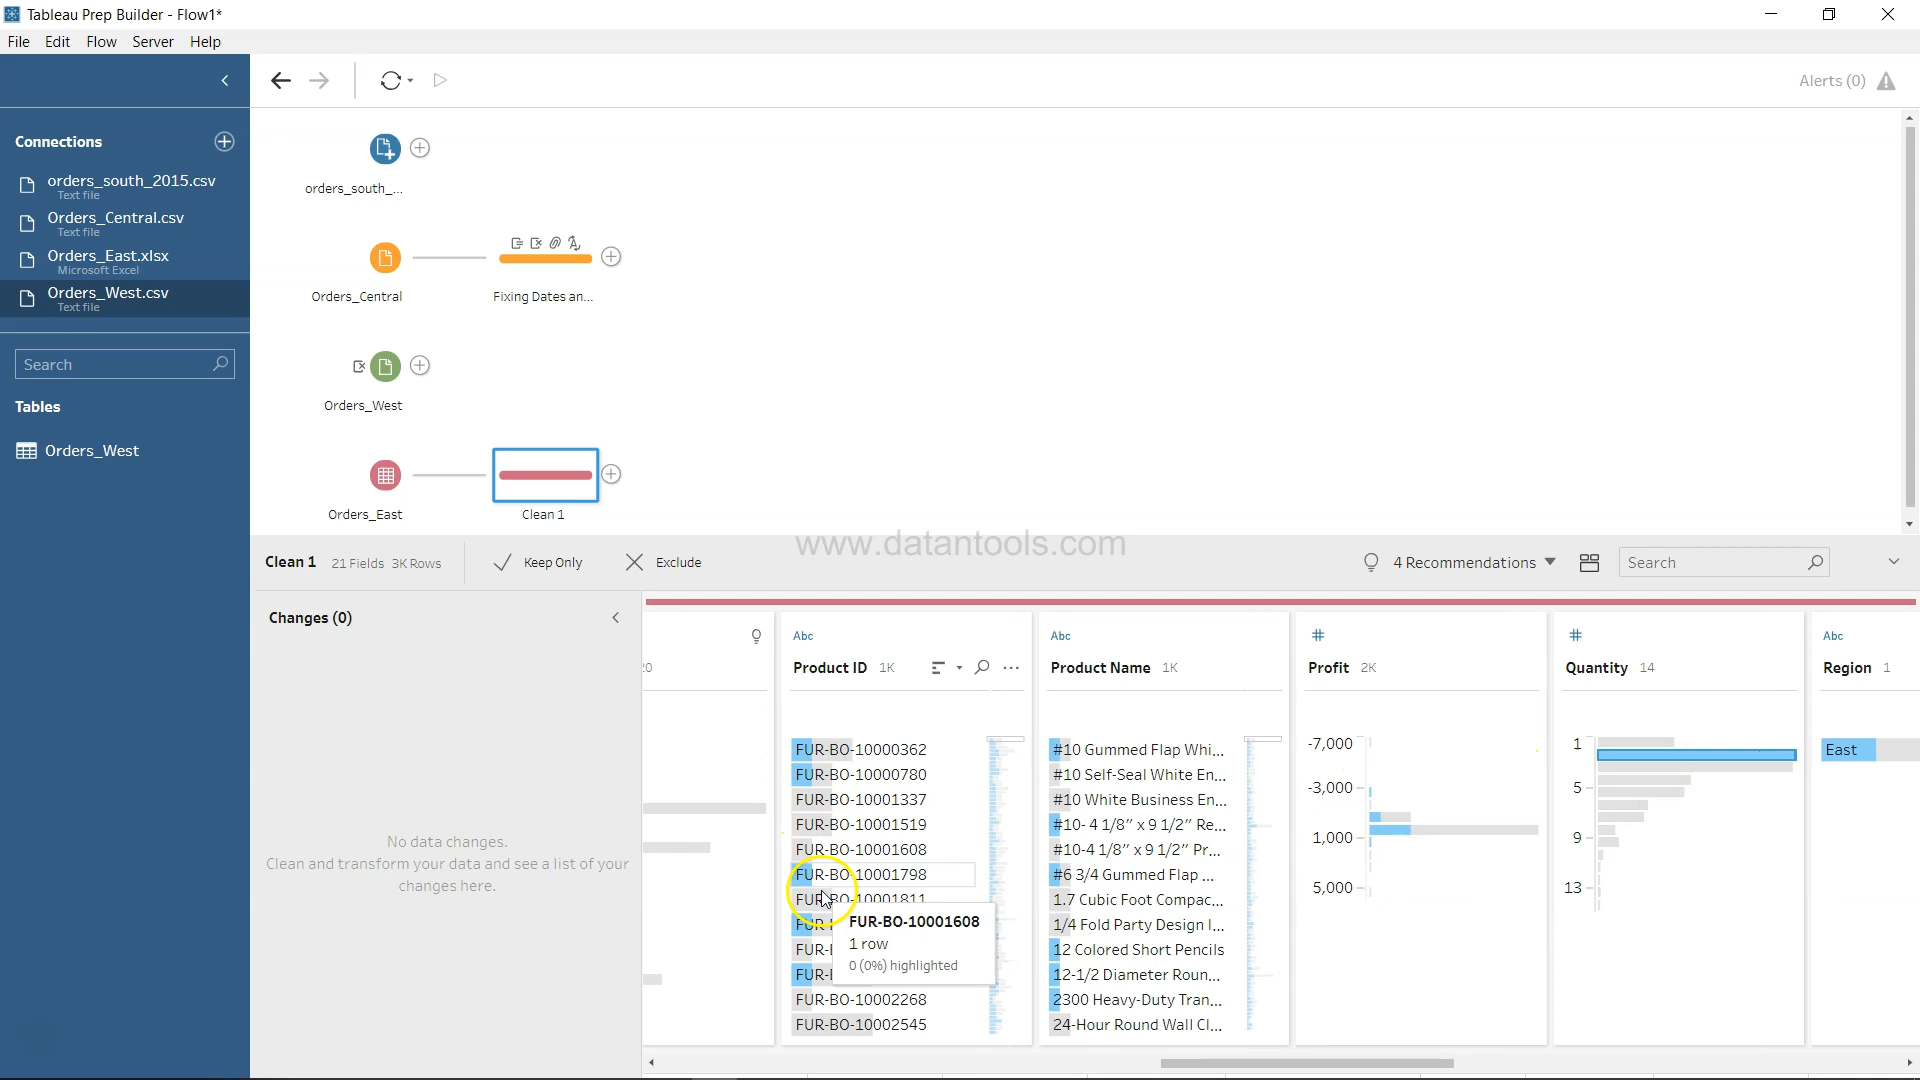 Tableau Prep Builder - Flow1*
File Edit Flow Server Help
Alerts (0)
Connections
orders_south_2015.csv
Text file
Orders_Central.csv
Text file
Orders_East.xlsx
Microsoft Excel
Orders_West.csv
Text file
Search
Tables
Orders_West
orders_south_...
Orders_Central
Fixing Dates an...
Orders_West
Orders_East
Clean 1
www.datantools.com
Clean 1 21 Fields 3K Rows Keep Only Exclude 4 Recommendations Search
Changes (0)
No data changes.
Clean and transform your data and see a list of your
changes here.
Abc
Product ID 1K
FUR-BO-10000362
FUR-BO-10000780
FUR-BO-10001337
FUR-BO-10001519
FUR-BO-10001608
FUR-BO-10001798
FUR-BO-10001811
FUR-BO-10001608
1 row
0 (0%) highlighted
FUR-BO-10002268
FUR-BO-10002545
Abc
Product Name 1K
#10 Gummed Flap Whi...
#10 Self-Seal White En...
#10 White Business En...
#10- 4 1/8" x 9 1/2" Re...
#10-4 1/8" x 9 1/2" Pr...
#6 3/4 Gummed Flap ...
1.7 Cubic Foot Compac...
1/4 Fold Party Design I...
12 Colored Short Pencils
12-1/2 Diameter Roun...
2300 Heavy-Duty Tran...
24-Hour Round Wall Cl...
#
Profit 2K
-7,000
-3,000
1,000
5,000
#
Quantity 14
1
5
9
13
Abc
Region 1
East